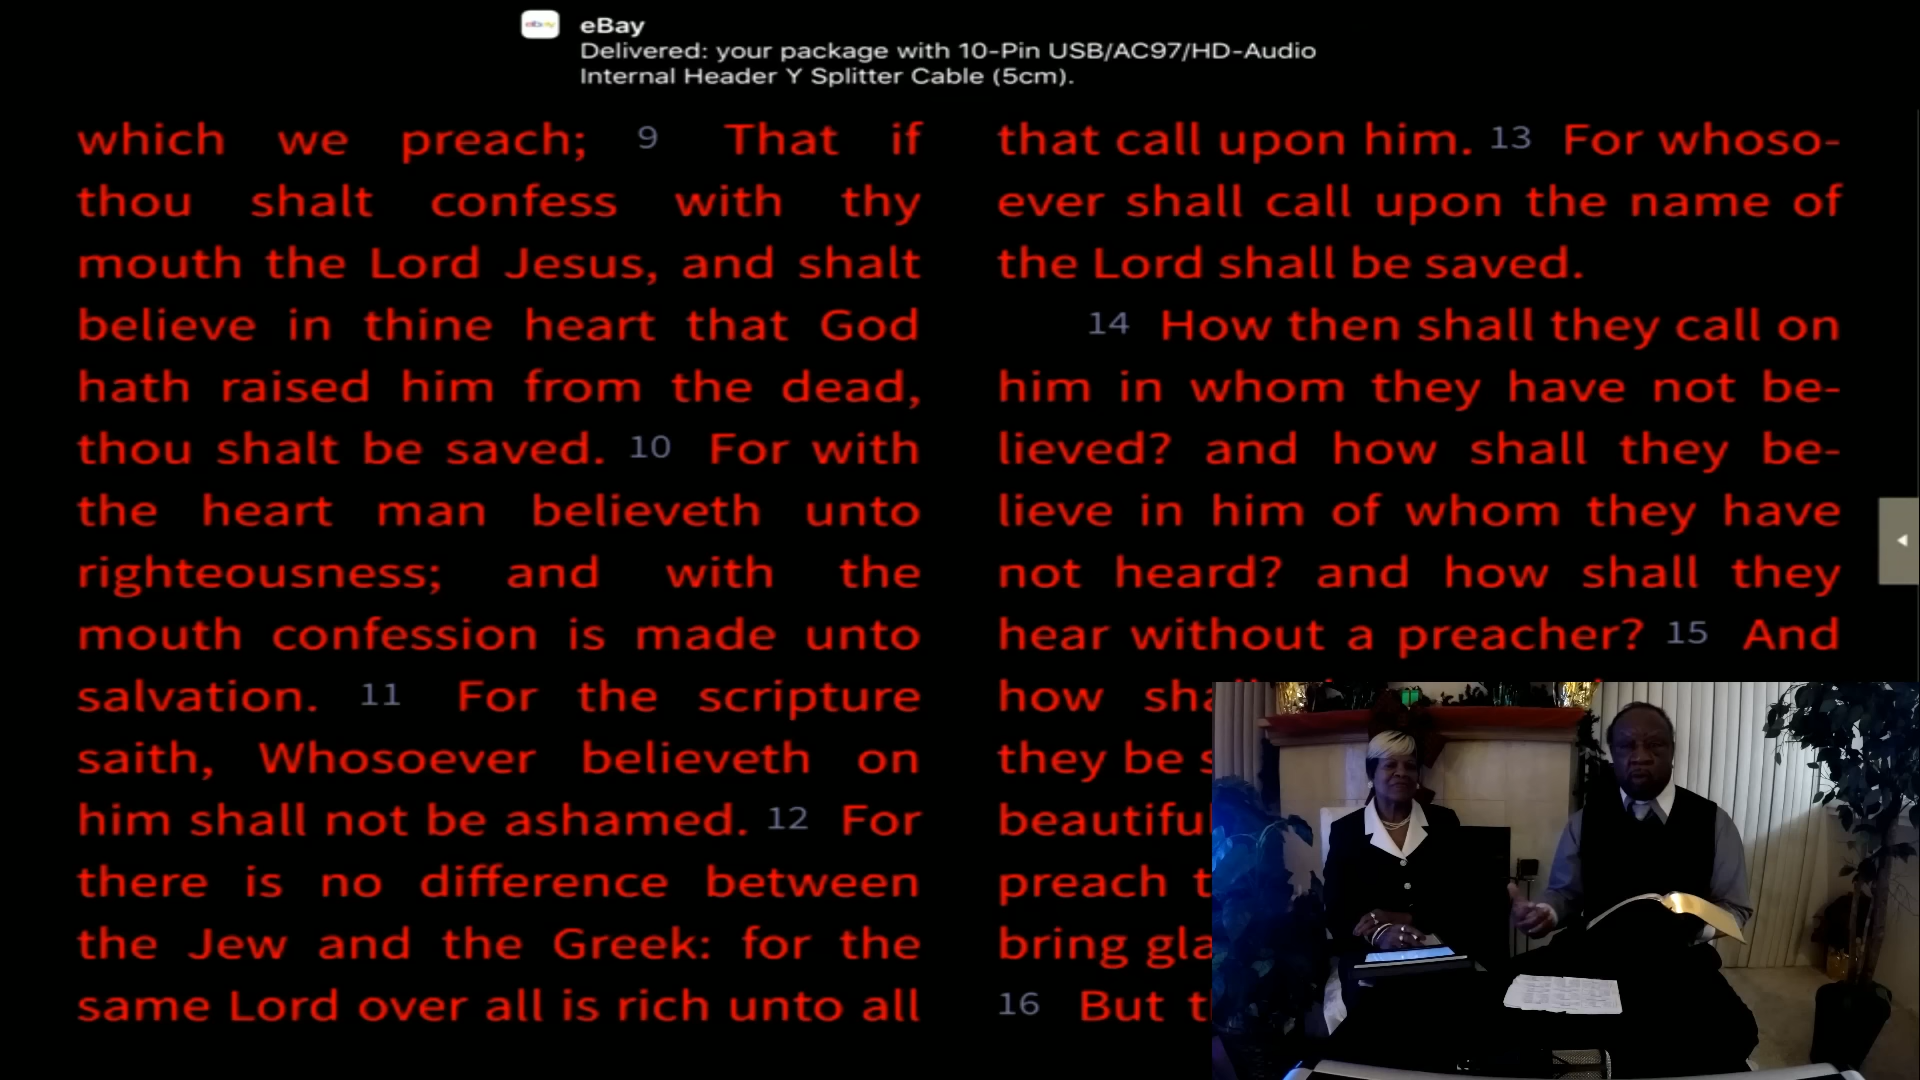 eBay
Delivered: your package with 10-Pin USB/AC97/HD-Audio
Internal Header Y Splitter Cable (5cm).
which we preach; 9 That if
thou shalt confess with thy
mouth the Lord Jesus, and shalt
believe in thine heart that God
hath raised him from the dead,
thou shalt be saved. 10 For with
the heart man believeth unto
righteousness; and with the
mouth confession is made unto
salvation. 11 For the scripture
saith, Whosoever believeth on
him shall not be ashamed. 12 For
there is no difference between
the Jew and the Greek: for the
same Lord over all is rich unto all
that call upon him. 13 For whoso-
ever shall call upon the name of
the Lord shall be saved.
14 How then shall they call on
him in whom they have not be-
lieved? and how shall they be-
lieve in him of whom they have
not heard? and how shall they
hear without a preacher? 15 And
how
they be
beautifu
preach
bring gla
16 But